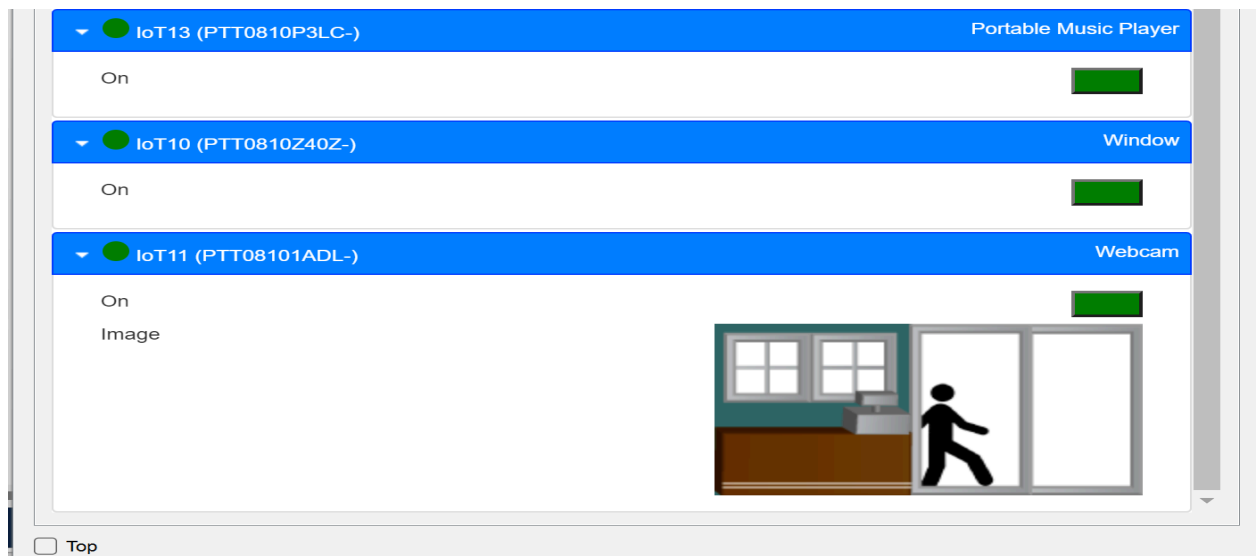 IoT13 (PTT0810P3LC-) Portable Music Player
On
IoT10 (PTT0810Z40Z-) Window
On
IoT11 (PTT08101ADL-) Webcam
On
Image
Top